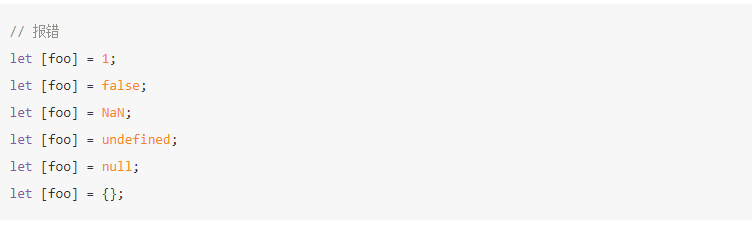 // 报错
let [foo] = 1;
let [foo] = false;
let [foo] = NaN;
let [foo] = undefined;
let [foo] = null;
let [foo] = {};